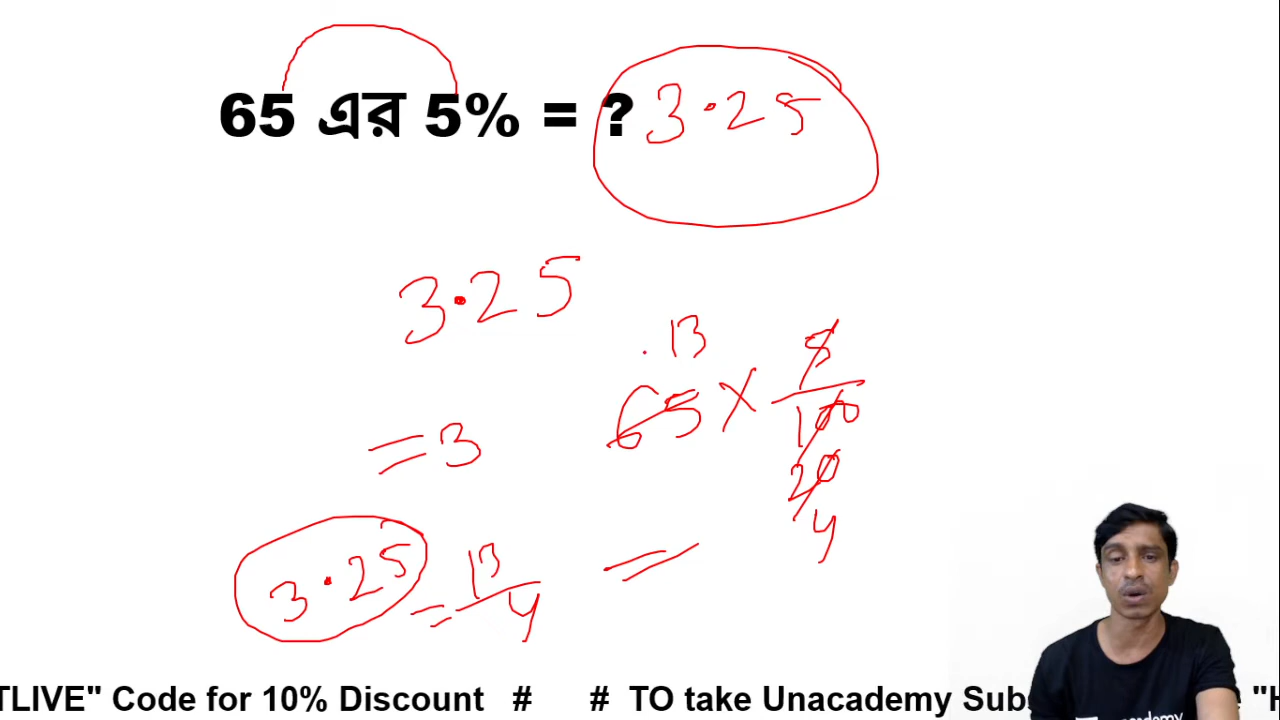 65 এর 5% = ? 3.25
3.25
13
65 × 5/100
20
4
= 3
3.25 = 13/4 =
TLIVE" Code for 10% Discount # # TO take Unacademy Sub
unacademy